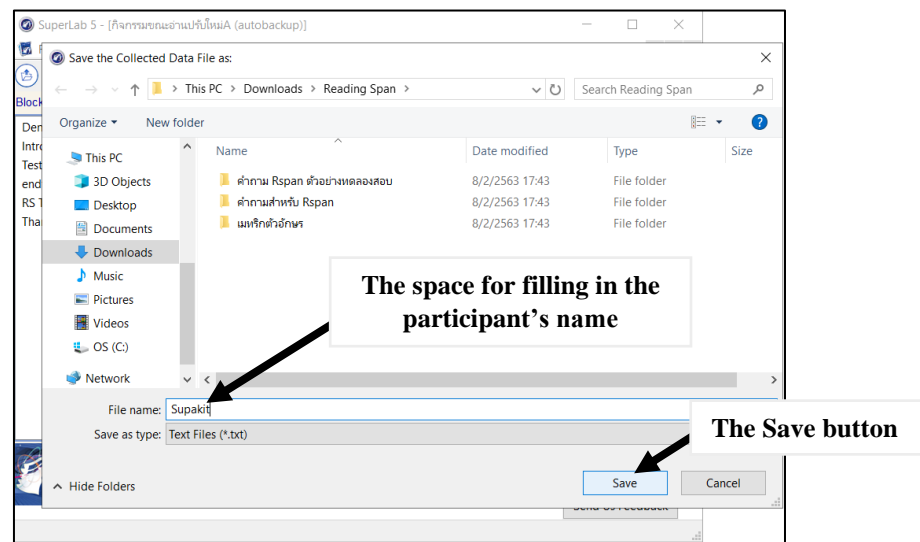 SuperLab 5 - [กิจกรรมขณะอ่านปรับใหม่A (autobackup)]
Save the Collected Data File as:
This PC > Downloads > Reading Span >
Search Reading Span
Block
Organize
New folder
Name
Date modified
Type
Size
This PC
3D Objects
Desktop
Documents
Downloads
Music
Pictures
Videos
OS (C:)
Network
คำถาม Rspan ตัวอย่างทดลองสอบ
8/2/2563 17:43
File folder
คำถามสำหรับ Rspan
8/2/2563 17:43
File folder
เมทริกตัวอักษร
8/2/2563 17:43
File folder
Test
end
The space for filling in the
participant's name
File name: Supakit
Save as type: Text Files (*.txt)
The Save button
Hide Folders
Save
Cancel
Send Us Feedback